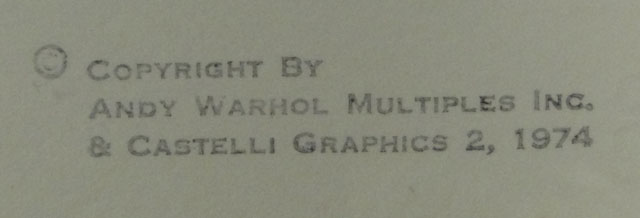 © COPYRIGHT BY
ANDY WARHOL MULTIPLES INC.
& CASTELLI GRAPHICS 2, 1974